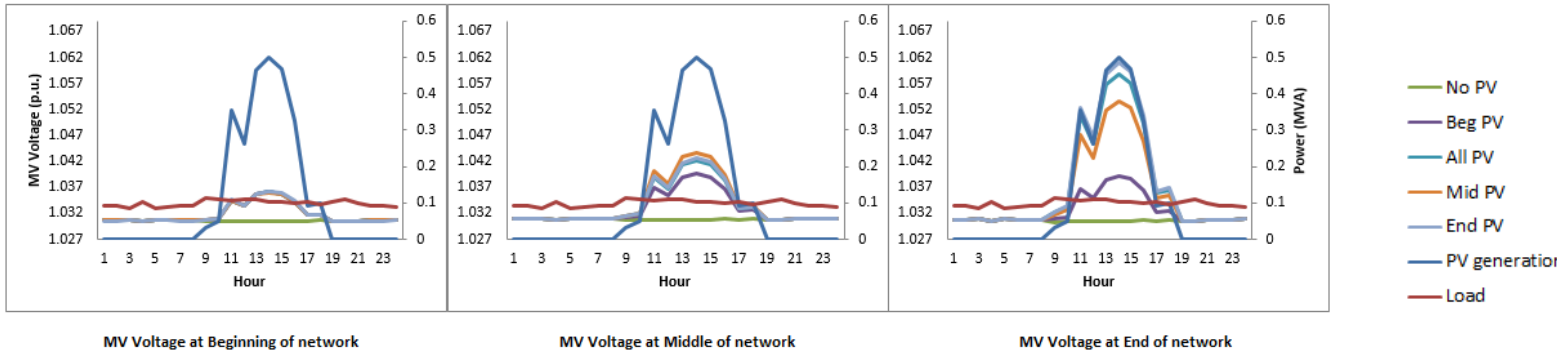 MV Voltage (p.u.)
1.067
1.062
1.057
1.052
1.047
1.042
1.037
1.032
1.027
0.6
0.5
0.4
0.3
0.2
0.1
0
1 3 5 7 9 11 13 15 17 19 21 23
Hour
MV Voltage at Beginning of network
1.067
1.062
1.057
1.052
1.047
1.042
1.037
1.032
1.027
0.6
0.5
0.4
0.3
0.2
0.1
0
1 3 5 7 9 11 13 15 17 19 21 23
Hour
MV Voltage at Middle of network
1.067
1.062
1.057
1.052
1.047
1.042
1.037
1.032
1.027
0.6
0.5
0.4
0.3
0.2
0.1
0
Power (MVA)
1 3 5 7 9 11 13 15 17 19 21 23
Hour
MV Voltage at End of network
No PV
Beg PV
All PV
Mid PV
End PV
PV generation
Load